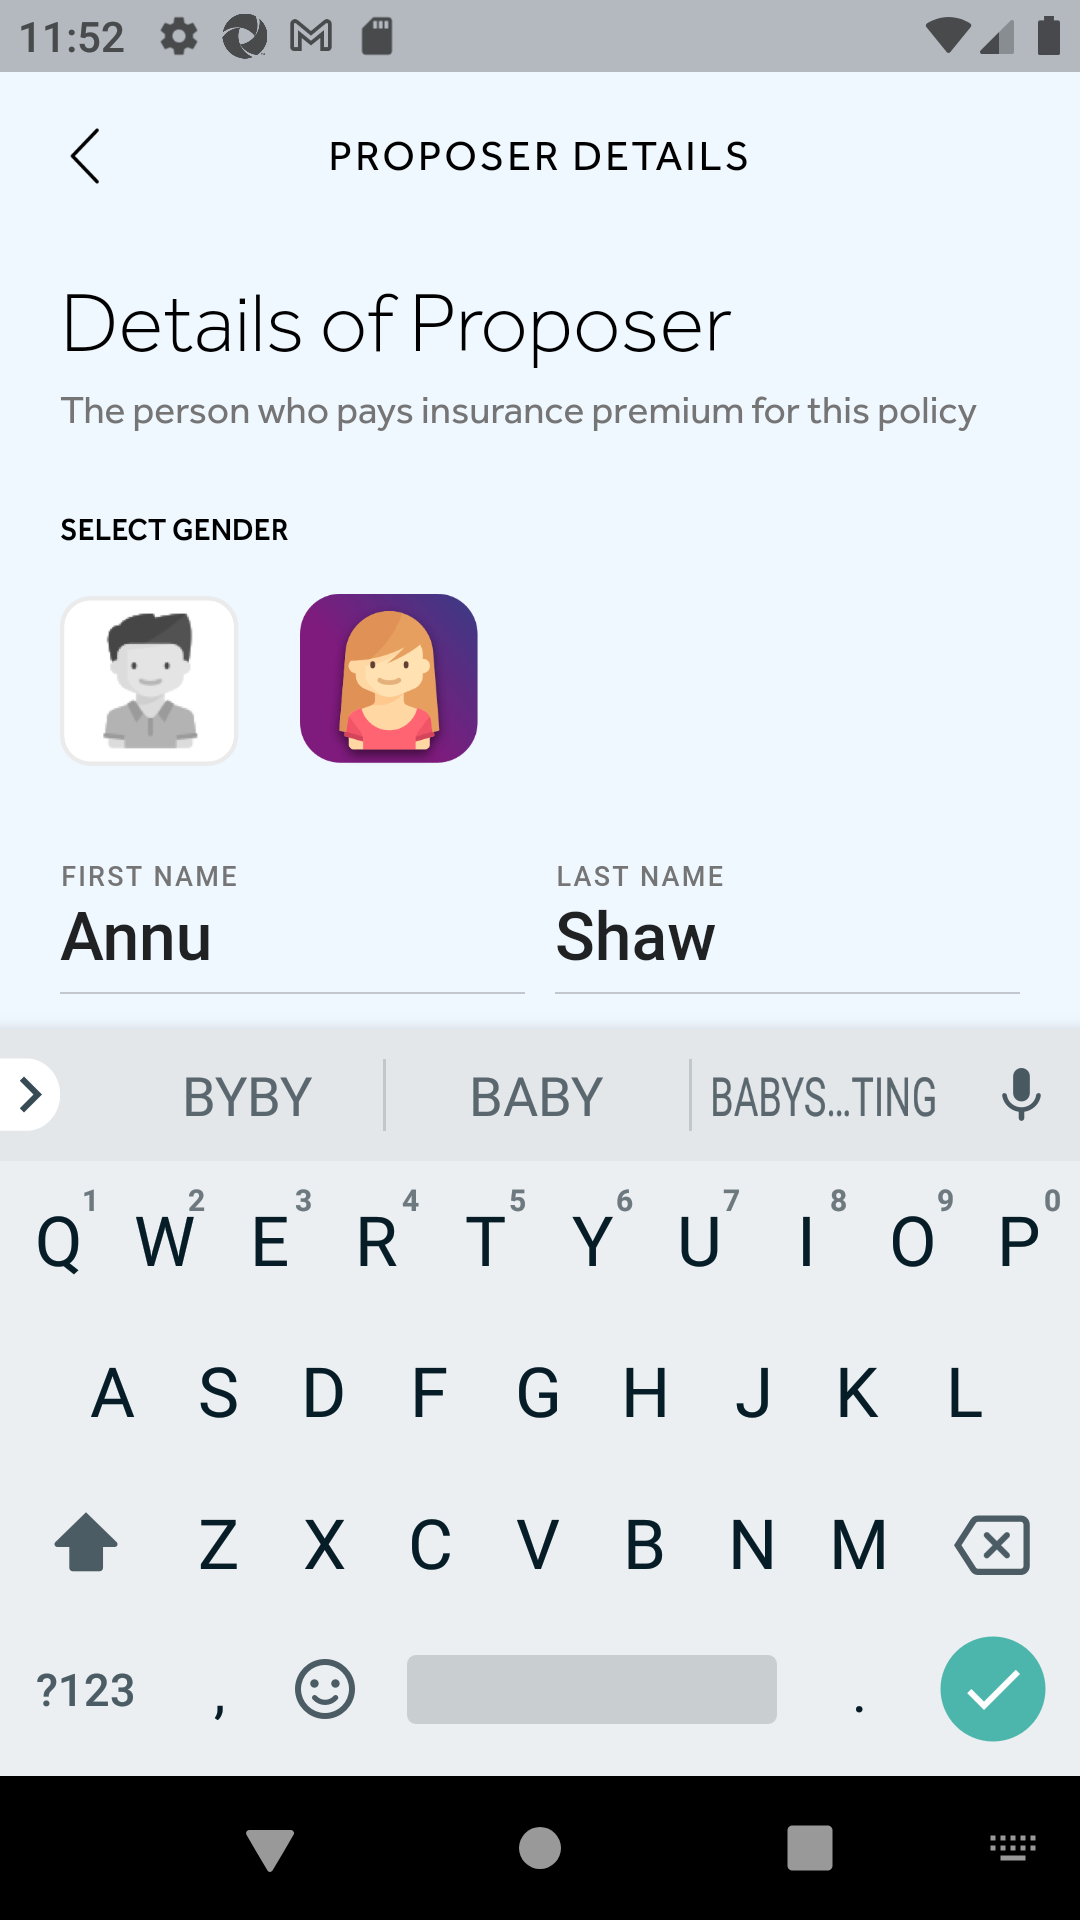 11:52
PROPOSER DETAILS
Details of Proposer
The person who pays insurance premium for this policy
SELECT GENDER
FIRST NAME LAST NAME
Annu Shaw
BYBY BABY BABYS...TING
1 2 3 4 5 6 7 8 9 0
Q W E R T Y U I O P
A S D F G H J K L
Z X C V B N M
?123 , .